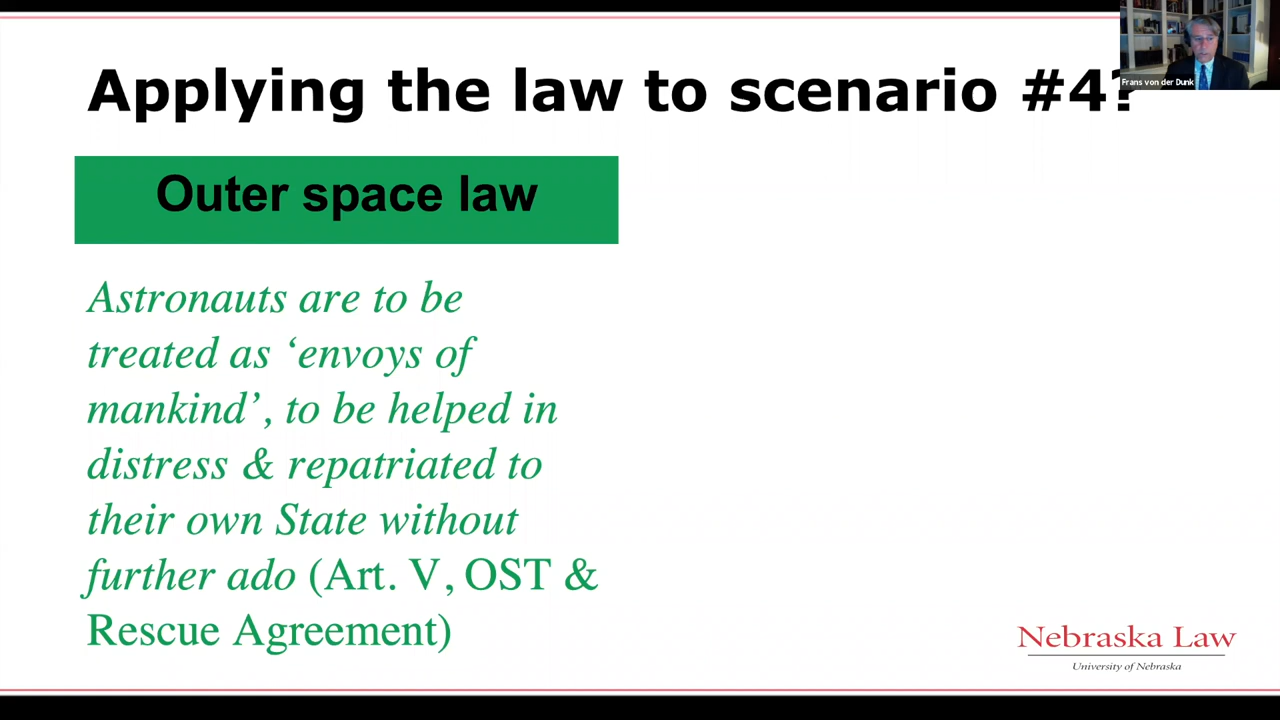 Applying the law to scenario #4?
Frans von der Dunk
Outer space law
Astronauts are to be
treated as ‘envoys of
mankind’, to be helped in
distress & repatriated to
their own State without
further ado (Art. V, OST &
Rescue Agreement)
Nebraska Law
University of Nebraska